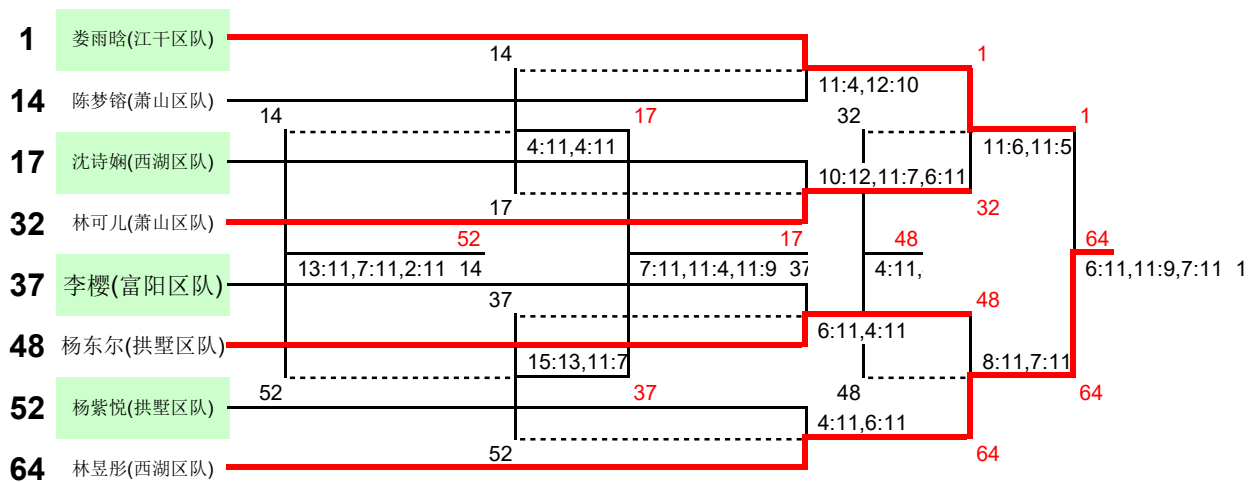 1 娄雨晗(江干区队)
14 1
14 陈梦镕(萧山区队)
11:4,12:10
14 17 32 1
17 沈诗娴(西湖区队)
4:11,4:11 11:6,11:5
10:12,11:7,6:11
32 林可儿(萧山区队)
17 32
52 17 48 64
13:11,7:11,2:11 14 7:11,11:4,11:9 37 4:11, 6:11,11:9,7:11 1
37 李樱(富阳区队)
37 48
48 杨东尔(拱墅区队)
6:11,4:11
15:13,11:7 8:11,7:11
52 37 48 64
52 杨紫悦(拱墅区队)
4:11,6:11
52 64
64 林昱彤(西湖区队)